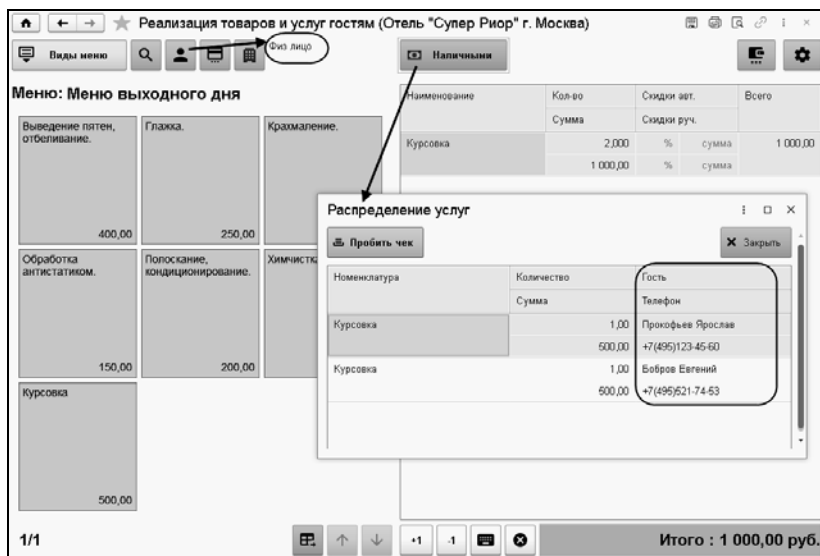 Реализация товаров и услуг гостям (Отель "Супер Риор" г. Москва)
Виды меню
Физ лицо
Наличными
Меню: Меню выходного дня
Выведение пятен, отбеливание.
400,00
Глажка.
250,00
Крахмаление.
Обработка антистатиком.
150,00
Полоскание, кондиционирование.
200,00
Химчистка
Курсовка
500,00
Наименование
Кол-во
Скидки авт.
Всего
Сумма
Скидки руч.
Курсовка
2,000
%
сумма
1 000,00
1 000,00
%
сумма
Распределение услуг
Пробить чек
Закрыть
Номенклатура
Количество
Гость
Сумма
Телефон
Курсовка
1,00
Прокофьев Ярослав
500,00
+7(495)123-45-60
Курсовка
1,00
Бобров Евгений
500,00
+7(495)521-74-53
1/1
+1
-1
Итого : 1 000,00 руб.